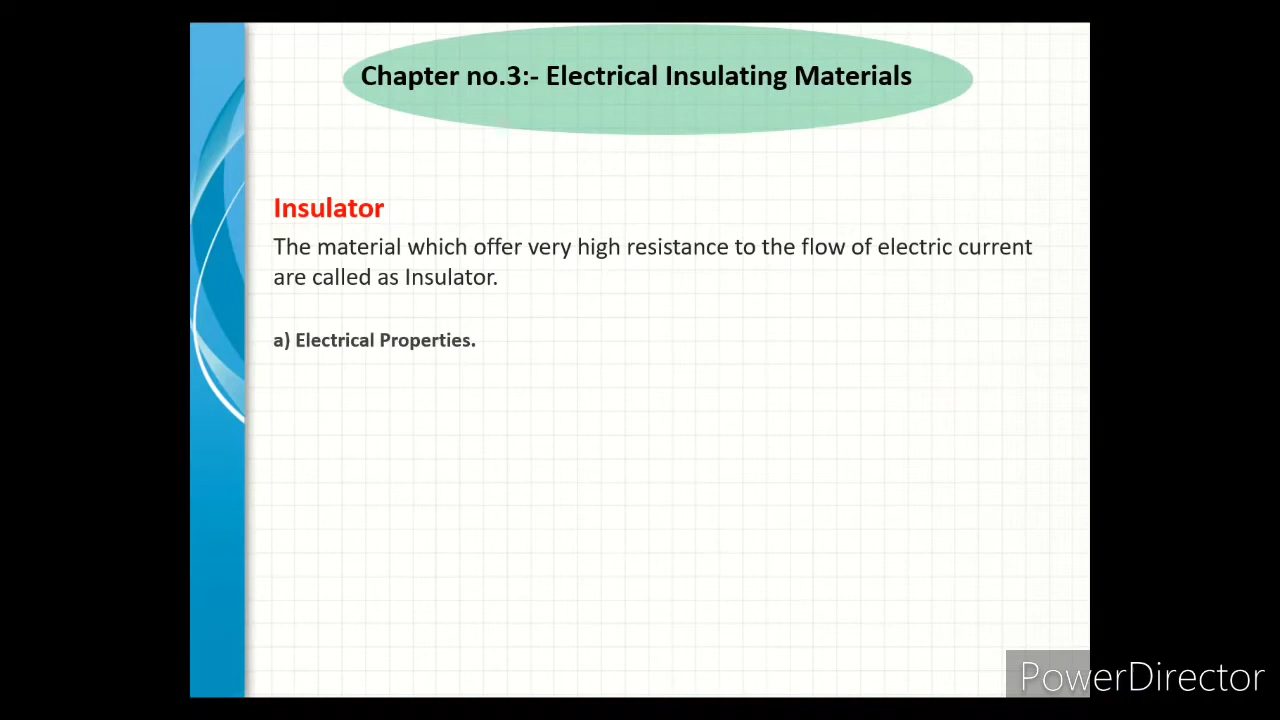 Chapter no.3:- Electrical Insulating Materials
Insulator
The material which offer very high resistance to the flow of electric current
are called as Insulator.
a) Electrical Properties.
PowerDirector